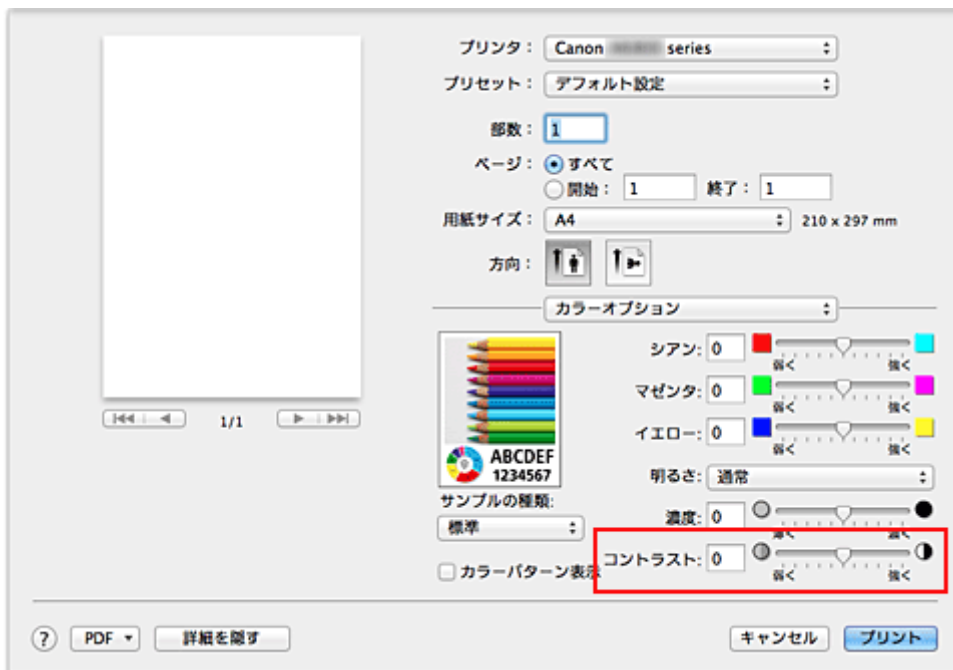 プリンタ： Canon series
プリセット： デフォルト設定
部数： 1
ページ： すべて
開始： 1 終了： 1
用紙サイズ： A4 210 x 297 mm
方向：
カラーオプション
シアン: 0
弱く 強く
マゼンタ: 0
弱く 強く
イエロー: 0
弱く 強く
1/1
ABCDEF
1234567
明るさ: 通常
サンプルの種類:
標準
濃度: 0
薄く 濃く
コントラスト: 0
弱く 強く
カラーパターン表示
? PDF 詳細を隠す キャンセル プリント